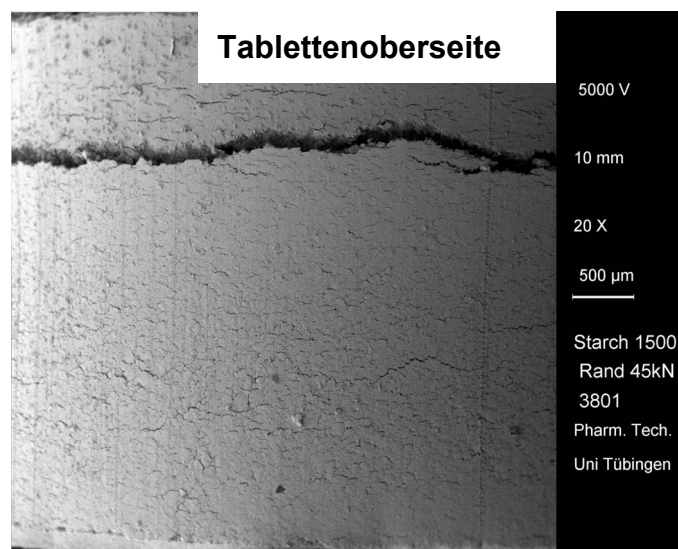 Tablettenoberseite
5000 V
10 mm
20 X
500 µm
Starch 1500
Rand 45kN
3801
Pharm. Tech.
Uni Tübingen